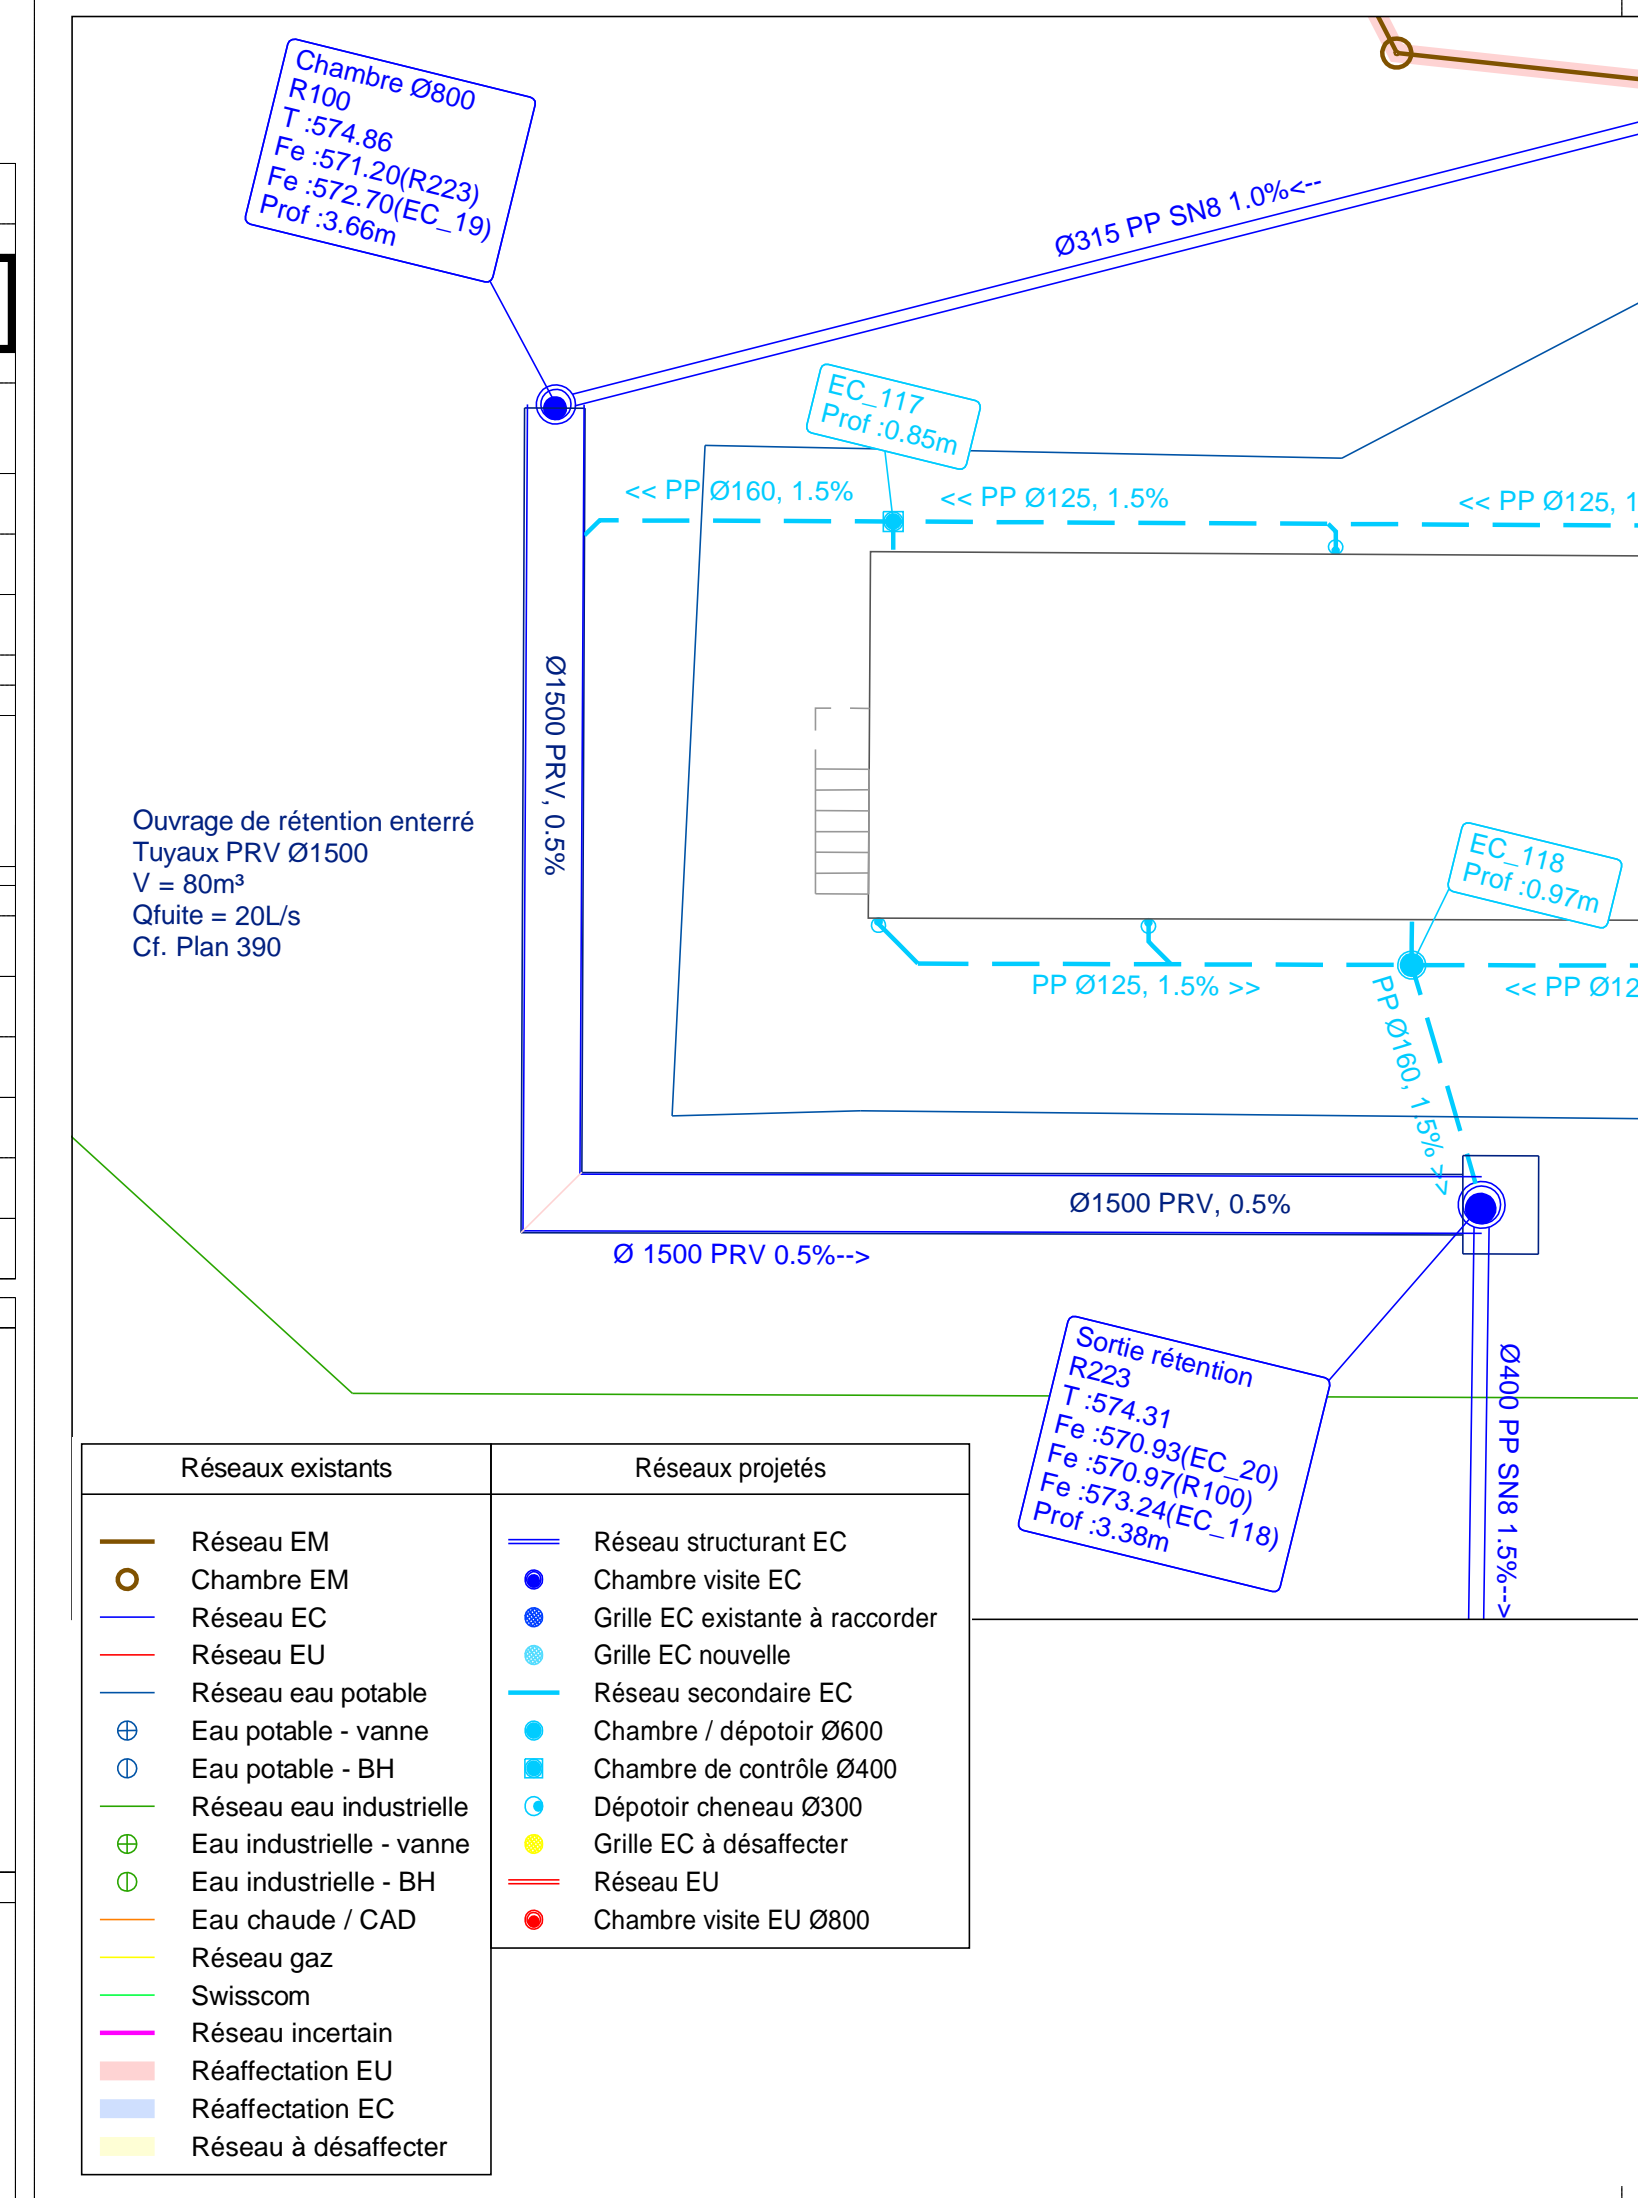 Chambre Ø800
R100
T :574.86
Fe :571.20(R223)
Fe :572.70(EC_19)
Prof :3.66m
Ø315 PP SN8 1.0%<--
EC_117
Prof :0.85m
<< PP Ø160, 1.5%
<< PP Ø125, 1.5%
<< PP Ø125, 1
Ø1500 PRV, 0.5%
Ouvrage de rétention enterré
Tuyaux PRV Ø1500
V = 80m³
Qfuite = 20L/s
Cf. Plan 390
EC_118
Prof :0.97m
PP Ø125, 1.5% >>
<< PP Ø12
PP Ø160, 1.5% >>
Ø1500 PRV, 0.5%
Ø 1500 PRV 0.5%-->
Sortie rétention
R223
T :574.31
Fe :570.93(EC_20)
Fe :570.97(R100)
Fe :573.24(EC_118)
Prof :3.38m
Ø400 PP SN8 1.5%-->
Réseaux existants
Réseau EM
Chambre EM
Réseau EC
Réseau EU
Réseau eau potable
Eau potable - vanne
Eau potable - BH
Réseau eau industrielle
Eau industrielle - vanne
Eau industrielle - BH
Eau chaude / CAD
Réseau gaz
Swisscom
Réseau incertain
Réaffectation EU
Réaffectation EC
Réseau à désaffecter
Réseaux projetés
Réseau structurant EC
Chambre visite EC
Grille EC existante à raccorder
Grille EC nouvelle
Réseau secondaire EC
Chambre / dépotoir Ø600
Chambre de contrôle Ø400
Dépotoir cheneau Ø300
Grille EC à désaffecter
Réseau EU
Chambre visite EU Ø800